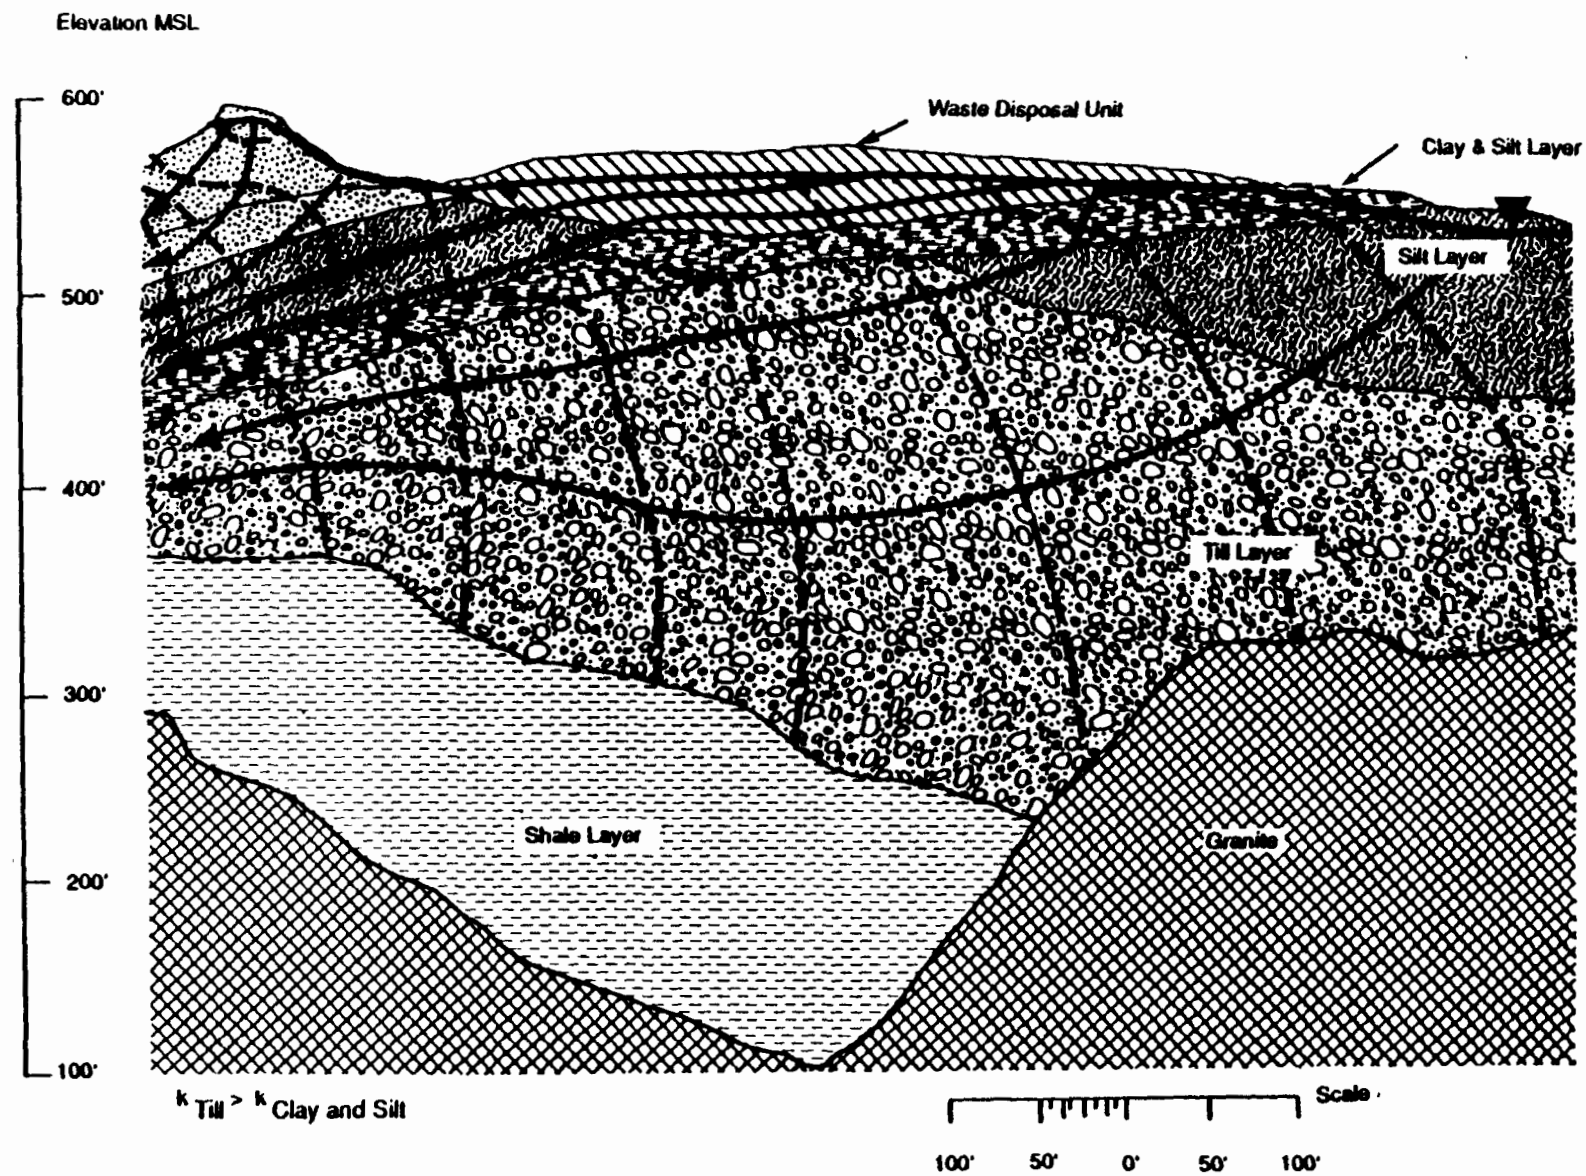 Elevation MSL
600'
Waste Disposal Unit
Clay & Silt Layer
Silt Layer
500'
400'
Till Layer
300'
Shale Layer
Granite
200'
100'
k Till > k Clay and Silt
Scale
100' 50' 0' 50' 100'